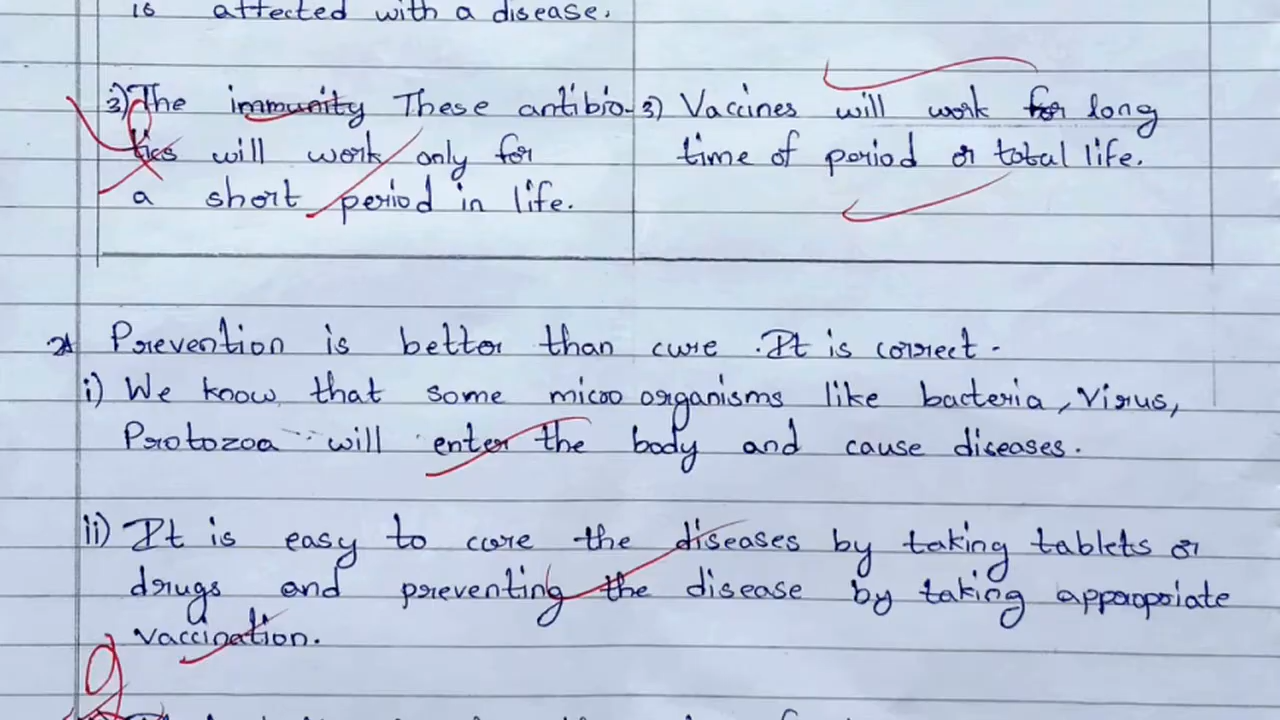 is affected with a disease.
3) The immunity These antibio-
tics will work only for
a short period in life.
3) Vaccines will work for long
time of period or total life.
2A Prevention is better than cure. It is correct.
i) We know that some micro organisms like bacteria, Virus,
Protozoa will enter the body and cause diseases.
ii) It is easy to care the diseases by taking tablets or
drugs and preventing the disease by taking appropriate
vaccination.